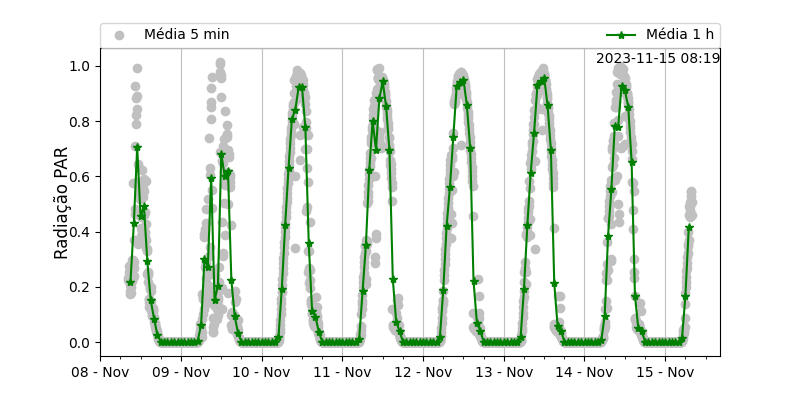 Média 5 min
Média 1 h
2023-11-15 08:19
Radiação PAR
1.0
0.8
0.6
0.4
0.2
0.0
08 - Nov
09 - Nov
10 - Nov
11 - Nov
12 - Nov
13 - Nov
14 - Nov
15 - Nov